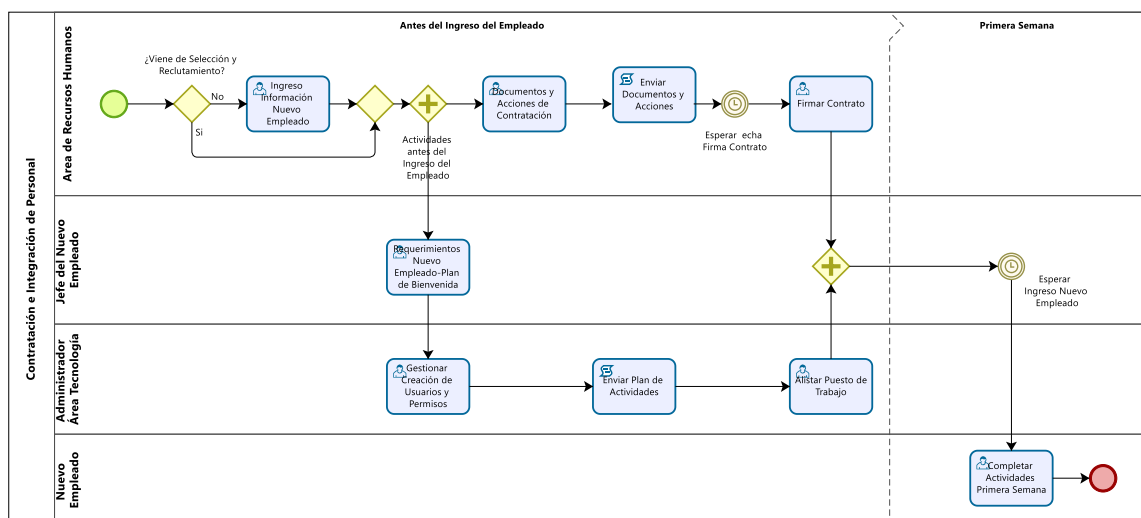 Contratación e Integración de Personal
Antes del Ingreso del Empleado
Primera Semana
Area de Recursos Humanos
¿Viene de Selección y
Reclutamiento?
No
Si
Ingreso
Información
Nuevo
Empleado
Actividades
antes del
Ingreso del
Empleado
Documentos y
Acciones de
Contratación
Enviar
Documentos y
Acciones
Esperar echa
Firma Contrato
Firmar Contrato
Jefe del Nuevo
Empleado
Requerimientos
Nuevo
Empleado-Plan
de Bienvenida
Esperar
Ingreso Nuevo
Empleado
Administrador
Área Tecnología
Gestionar
Creación de
Usuarios y
Permisos
Enviar Plan de
Actividades
Alistar Puesto de
Trabajo
Nuevo
Empleado
Completar
Actividades
Primera Semana